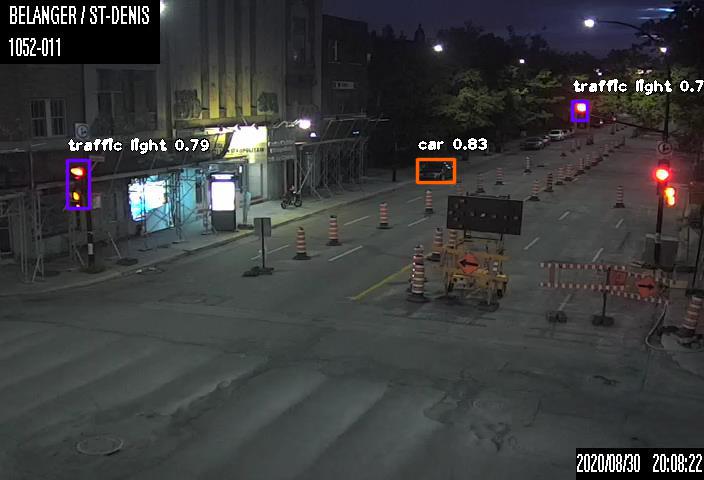 BELANGER / ST-DENIS
1052-011
traffic light 0.7
traffic light 0.79
car 0.83
2020/08/30 20:08:22